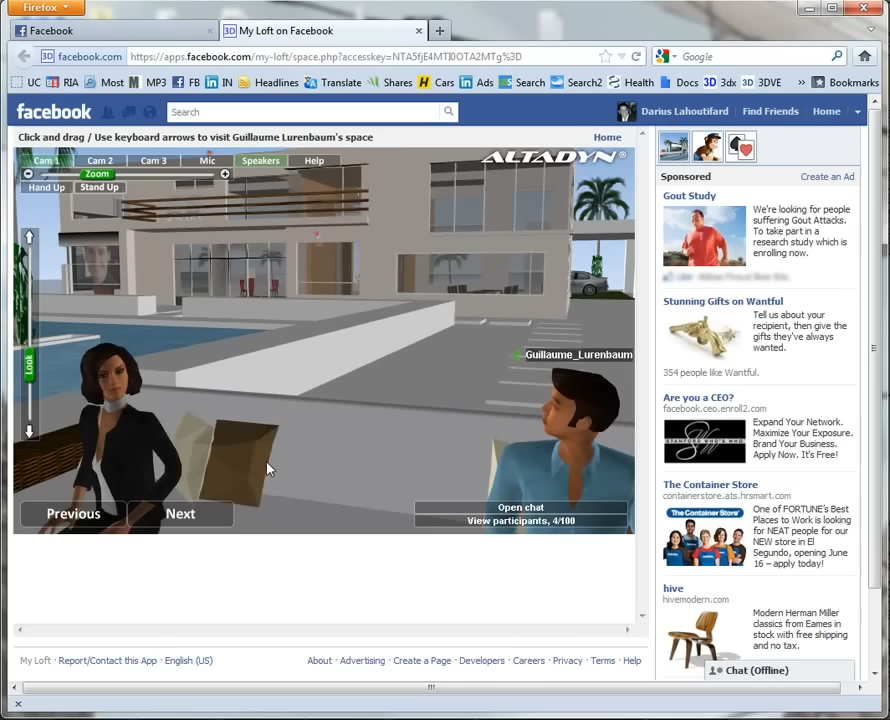 Firefox
Facebook
My Loft on Facebook
facebook.com
https://apps.facebook.com/my-loft/space.php?accesskey=NTA5fjE4MTI0OTA2MTg%3D
Google
UC RIA Most MP3 FB IN Headlines Translate Shares Cars Ads Search Search2 Health Docs 3dx 3DVE » Bookmarks
facebook
Search
Darius Lahoutifard Find Friends Home
Click and drag / Use keyboard arrows to visit Guillaume Lurenbaum's space
Home
Cam 1 Cam 2 Cam 3 Mic Speakers Help
ALTADYN®
Zoom
Hand Up Stand Up
Look
Guillaume_Lurenbaum
Previous Next
Open chat
View participants, 4/100
Sponsored Create an Ad
Gout Study
We're looking for people
suffering Gout Attacks.
To take part in a
research study which is
enrolling now.
Stunning Gifts on Wantful
Tell us about your
recipient, then give the
gifts they've always
wanted.
354 people like Wantful.
Are you a CEO?
facebook.ceo.enroll2.com
STANFORD WHO'S WHO
Expand Your Network.
Maximize Your Exposure.
Brand Your Business.
Apply Now. It's Free!
The Container Store
containerstore.ats.hrsmart.com
The Container Store®
One of FORTUNE's Best
Places to Work is looking
for NEAT people for our
NEW store in El
Segundo, opening June
16 – apply today!
hive
hivemodern.com
Modern Herman Miller
classics from Eames in
stock with free shipping
and no tax.
Chat (Offline)
My Loft · Report/Contact this App · English (US)
About · Advertising · Create a Page · Developers · Careers · Privacy · Terms · Help